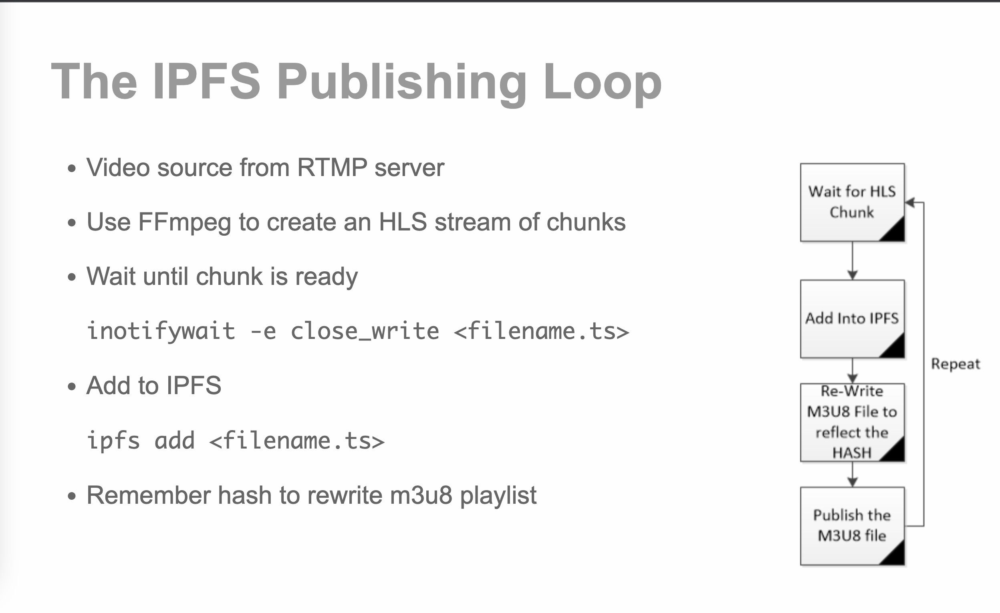 The IPFS Publishing Loop
• Video source from RTMP server
• Use FFmpeg to create an HLS stream of chunks
• Wait until chunk is ready
inotifywait -e close_write <filename.ts>
• Add to IPFS
ipfs add <filename.ts>
• Remember hash to rewrite m3u8 playlist
Wait for HLS
Chunk
Add Into IPFS
Re-Write
M3U8 File to
reflect the
HASH
Publish the
M3U8 file
Repeat